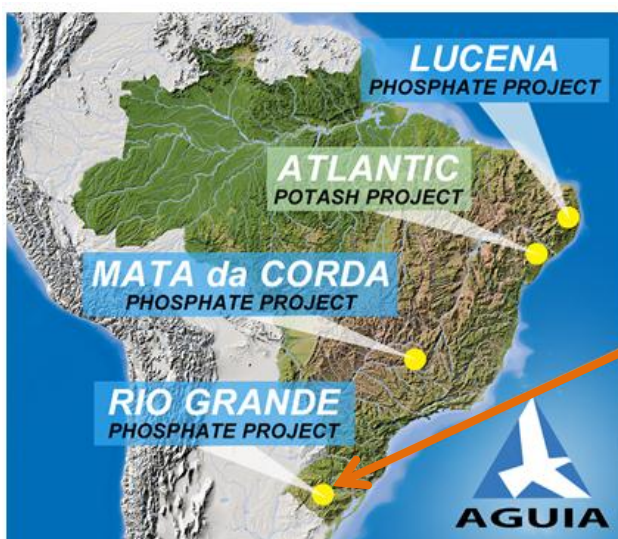 LUCENA
PHOSPHATE PROJECT
ATLANTIC
POTASH PROJECT
MATA da CORDA
PHOSPHATE PROJECT
RIO GRANDE
PHOSPHATE PROJECT
AGUIA